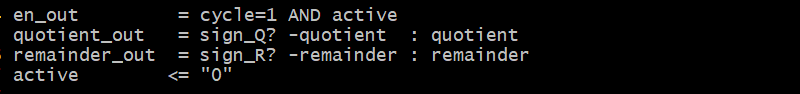 en_out = cycle=1 AND active
quotient_out = sign_Q? -quotient : quotient
remainder_out = sign_R? -remainder : remainder
active <= "0"